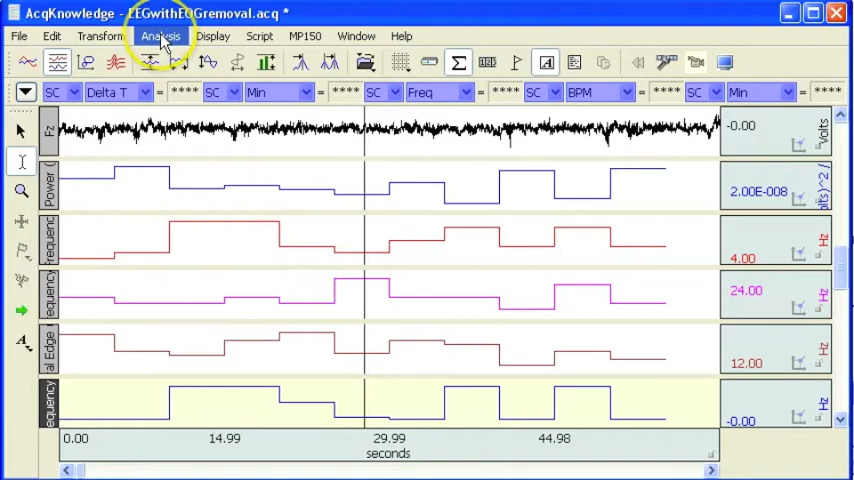 AcqKnowledge - EEGwithEOGremoval.acq *
File Edit Transform Analysis Display Script MP150 Window Help
SC Delta T = **** SC Min = **** SC Freq = **** SC BPM = **** SC Min = ****
Fz
-0.00
Volts
Power (
2.00E-008
olts)^2 /
Frequenc
4.00
Hz
equency
24.00
Hz
al Edge
12.00
Hz
equency
-0.00
Hz
0.00 14.99 29.99 44.98
seconds